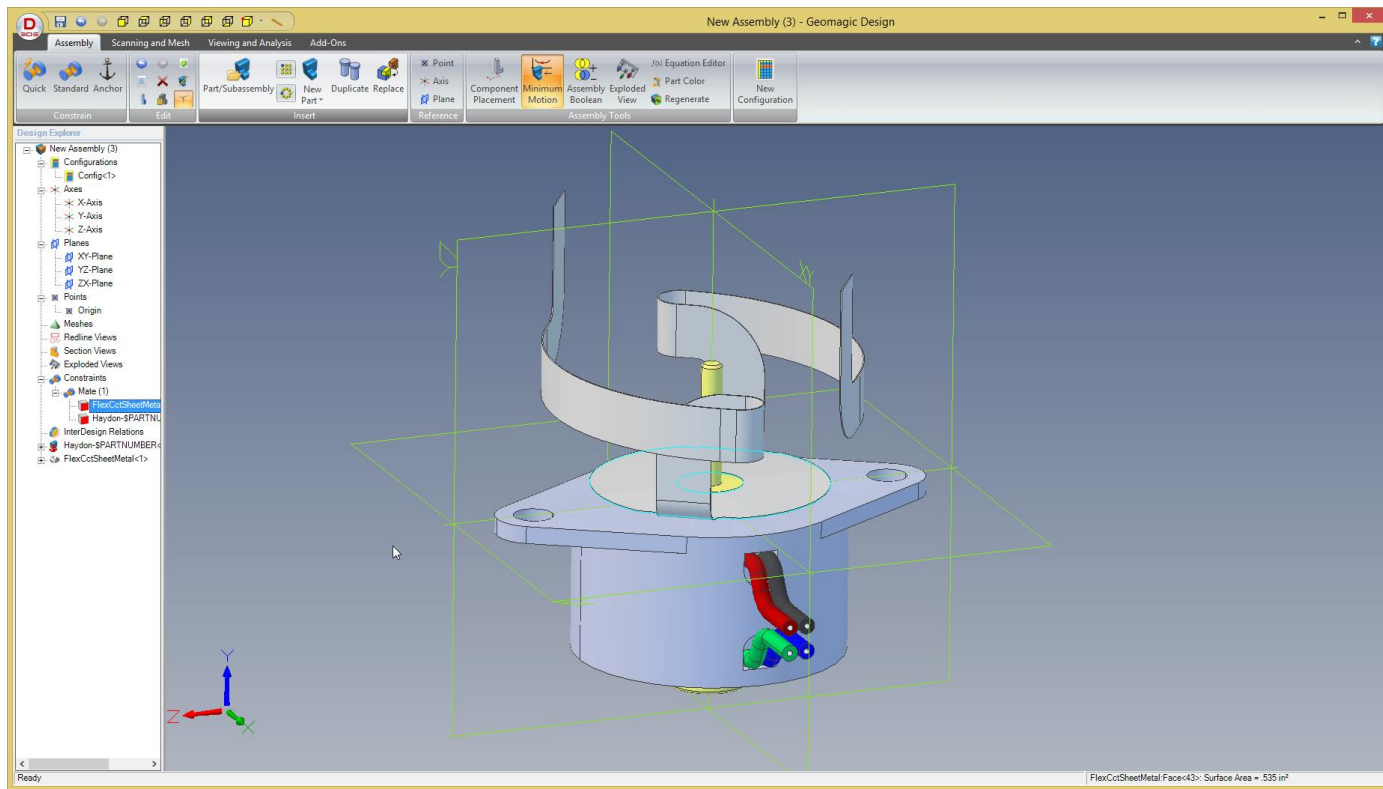 New Assembly (3) - Geomagic Design
Assembly Scanning and Mesh Viewing and Analysis Add-Ons
Quick Standard Anchor
Part/Subassembly New Part Duplicate Replace
Point
Axis
Plane
Component Placement Minimum Motion Assembly Boolean Exploded View
Equation Editor
Part Color
Regenerate
New Configuration
Constrain Edit Insert Reference Assembly Tools
Design Explorer
New Assembly (3)
Configurations
Config<1>
Axes
X-Axis
Y-Axis
Z-Axis
Planes
XY-Plane
YZ-Plane
ZX-Plane
Points
Origin
Meshes
Redline Views
Section Views
Exploded Views
Constraints
Mate (1)
FlexCctSheetMeta
Haydon-$PARTNU
InterDesign Relations
Haydon-$PARTNUMBER<
FlexCctSheetMetal<1>
Y
Z
X
Ready
FlexCctSheetMetal:Face<43>: Surface Area = .535 in²